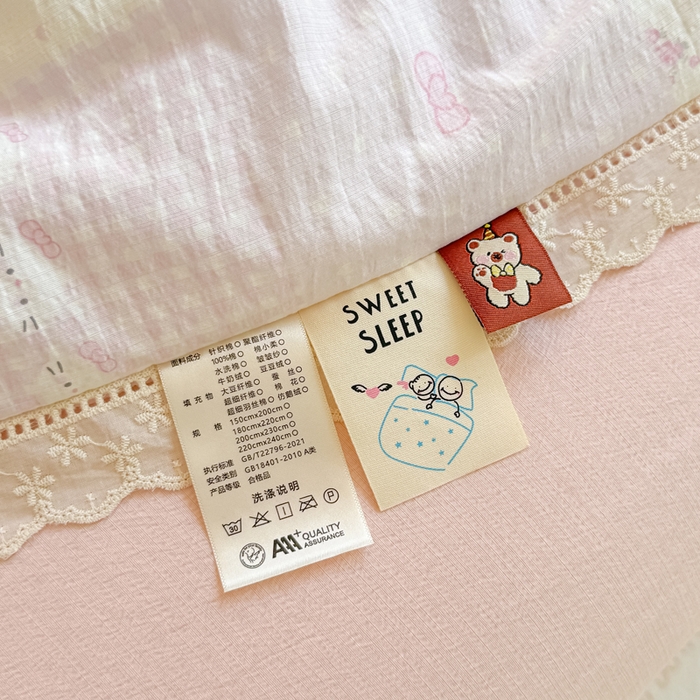 面料成分 针织棉○ 聚酯纤维○
100%棉○ 棉小柔○
水洗棉○ 皱皱纱○
牛奶绒○ 豆豆绒○
填充物 大豆纤维○ 蚕丝○
超细纤维○ 棉花○
超细羽丝棉○ 仿鹅绒○
规格 150cmx200cm○
180cmx220cm○
200cmx230cm○
220cmx240cm○
执行标准 GB/T22796-2021
安全类别 GB18401-2010 A类
产品等级 合格品
洗涤说明
30 P
AAA+ QUALITY
ASSURANCE
SWEET
SLEEP